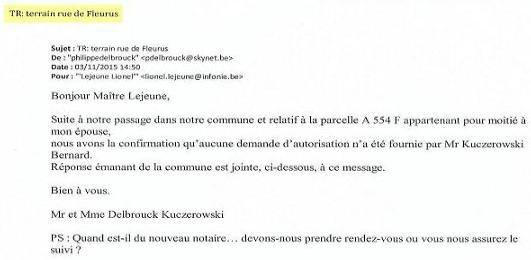 TR: terrain rue de Fleurus
Sujet : TR: terrain rue de Fleurus
De : "philippedelbrouck" <pdelbrouck@skynet.be>
Date : 03/11/2015 14:50
Pour : "'Lejeune Lionel'" <lionel.lejeune@infonie.be>
Bonjour Maître Lejeune,
Suite à notre passage dans notre commune et relatif à la parcelle A 554 F appartenant pour moitié à
mon épouse,
nous avons la confirmation qu'aucune demande d'autorisation n'a été fournie par Mr Kuczerowski
Bernard.
Réponse émanant de la commune est jointe, ci-dessous, à ce message.
Bien à vous.
Mr et Mme Delbrouck Kuczerowski
PS : Quand est-il du nouveau notaire… devons-nous prendre rendez-vous ou vous nous assurez le
suivi ?